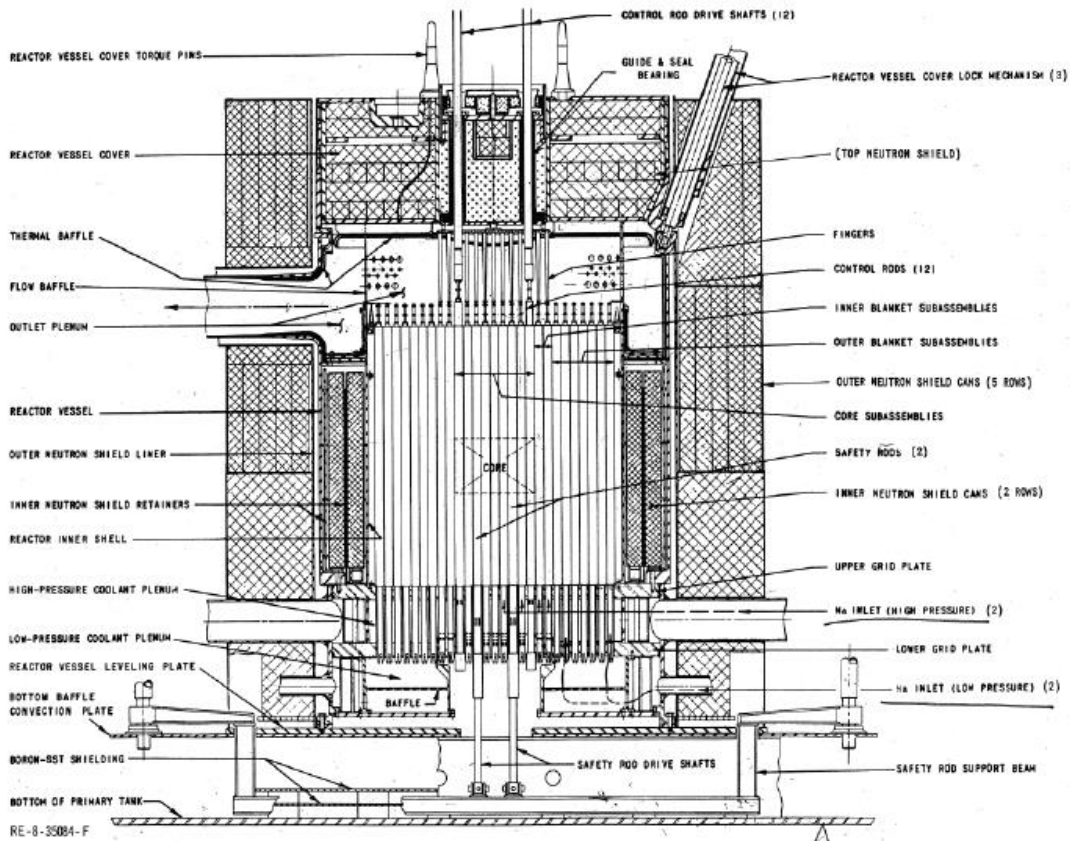 CONTROL ROD DRIVE SHAFTS (12)
REACTOR VESSEL COVER TORQUE PINS
GUIDE & SEAL
BEARING
REACTOR VESSEL COVER LOCK MECHANISM (3)
REACTOR VESSEL COVER
(TOP NEUTRON SHIELD)
THERMAL BAFFLE
FINGERS
FLOW BAFFLE
CONTROL RODS (12)
OUTLET PLENUM
INNER BLANKET SUBASSEMBLIES
OUTER BLANKET SUBASSEMBLIES
OUTER NEUTRON SHIELD CANS (5 ROWS)
REACTOR VESSEL
CORE SUBASSEMBLIES
OUTER NEUTRON SHIELD LINER
SAFETY RODS (2)
CORE
INNER NEUTRON SHIELD RETAINERS
INNER NEUTRON SHIELD CANS (2 ROWS)
REACTOR INNER SHELL
UPPER GRID PLATE
HIGH-PRESSURE COOLANT PLENUM
Na INLET (HIGH PRESSURE) (2)
LOW-PRESSURE COOLANT PLENUM
LOWER GRID PLATE
REACTOR VESSEL LEVELING PLATE
Na INLET (LOW PRESSURE) (2)
BOTTOM BAFFLE
CONVECTION PLATE
BAFFLE
BORON-SST SHIELDING
SAFETY ROD DRIVE SHAFTS
SAFETY ROD SUPPORT BEAM
BOTTOM OF PRIMARY TANK
RE-8-35084-F